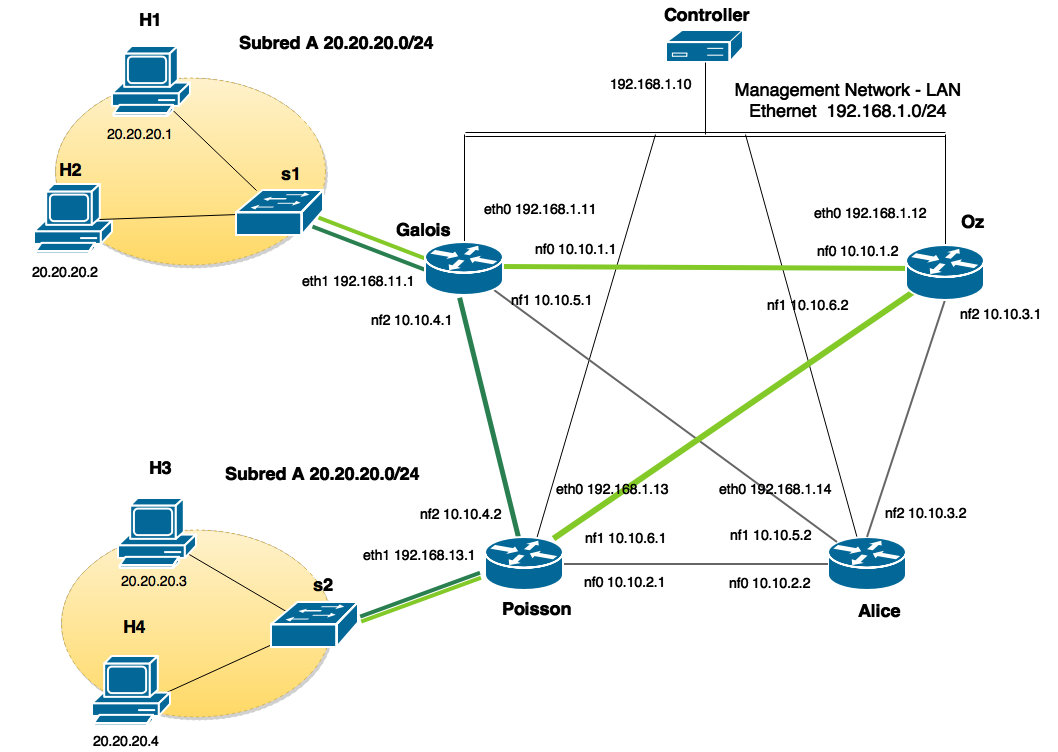 H1
Subred A 20.20.20.0/24
Controller
192.168.1.10
Management Network - LAN
Ethernet 192.168.1.0/24
20.20.20.1
H2
s1
20.20.20.2
Galois
eth0 192.168.1.11
eth0 192.168.1.12
Oz
nf0 10.10.1.1
nf0 10.10.1.2
eth1 192.168.11.1
nf1 10.10.5.1
nf1 10.10.6.2
nf2 10.10.4.1
nf2 10.10.3.1
H3
Subred A 20.20.20.0/24
eth0 192.168.1.13
eth0 192.168.1.14
nf2 10.10.4.2
nf2 10.10.3.2
nf1 10.10.6.1
nf1 10.10.5.2
eth1 192.168.13.1
20.20.20.3
s2
nf0 10.10.2.1
nf0 10.10.2.2
Poisson
Alice
H4
20.20.20.4